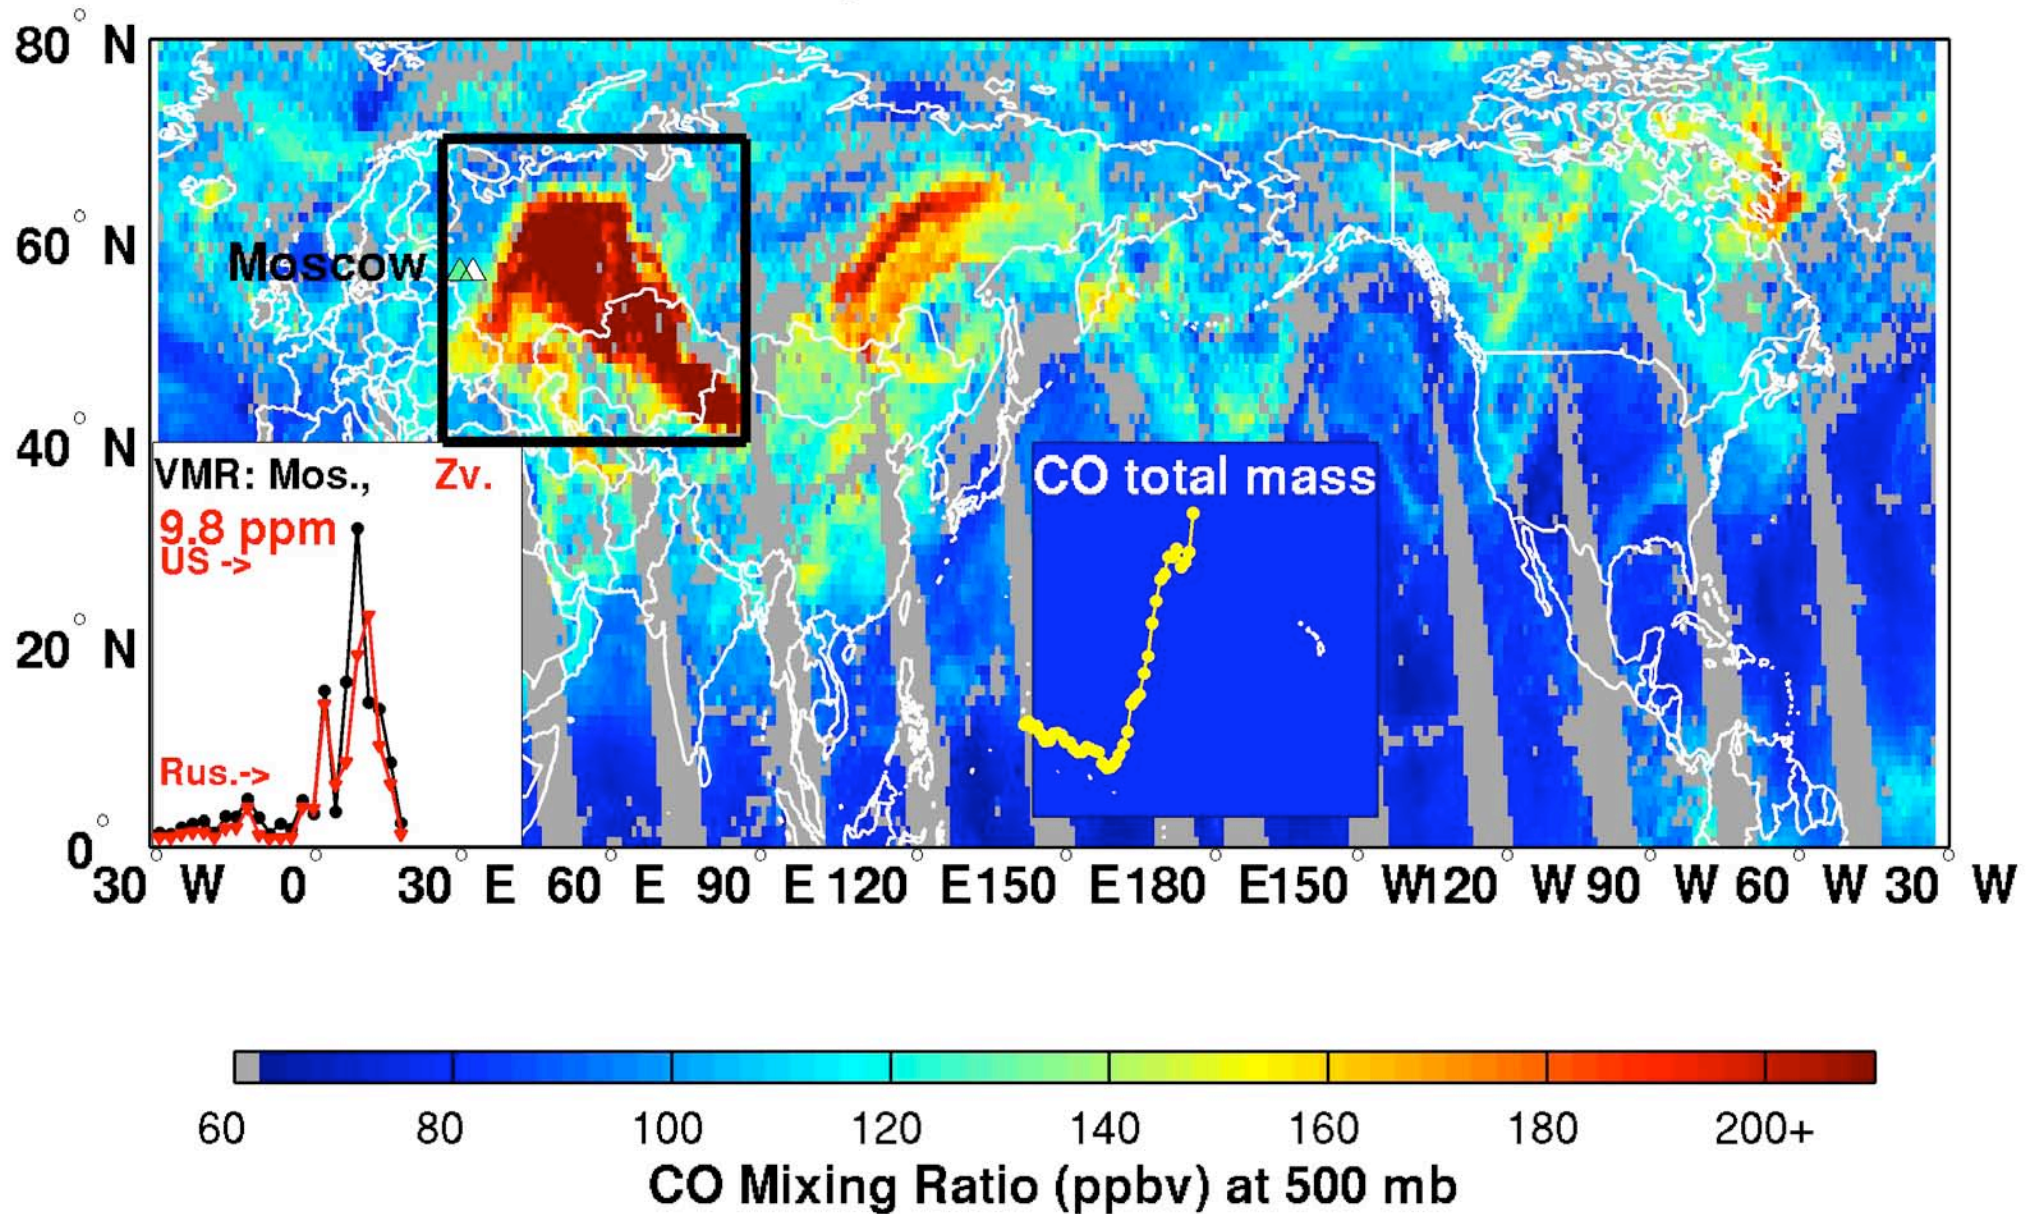 80° N
60° N
Moscow
40° N
VMR: Mos., Zv.
9.8 ppm
US ->
CO total mass
20° N
Rus.->
0°
30° W 0° 30° E 60° E 90° E 120° E 150° E 180° E 150° W 120° W 90° W 60° W 30° W
60 80 100 120 140 160 180 200+
CO Mixing Ratio (ppbv) at 500 mb